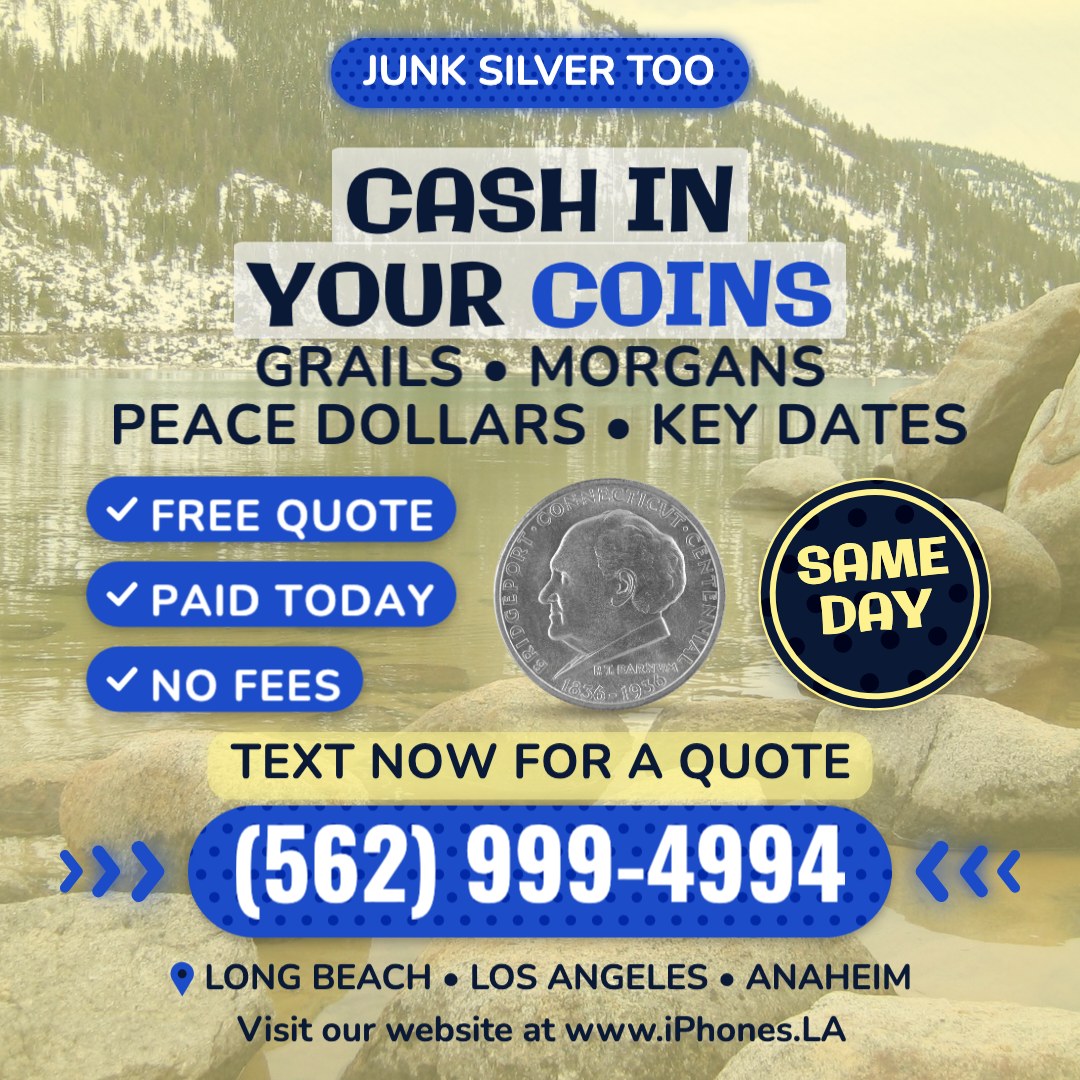 JUNK SILVER TOO
CASH IN
YOUR COINS
GRAILS • MORGANS
PEACE DOLLARS • KEY DATES
✓ FREE QUOTE
✓ PAID TODAY
✓ NO FEES
BRIDGEPORT · CONNECTICUT · CENTENNIAL
P.T. BARNUM
1836 - 1936
SAME
DAY
TEXT NOW FOR A QUOTE
(562) 999-4994
LONG BEACH • LOS ANGELES • ANAHEIM
Visit our website at www.iPhones.LA